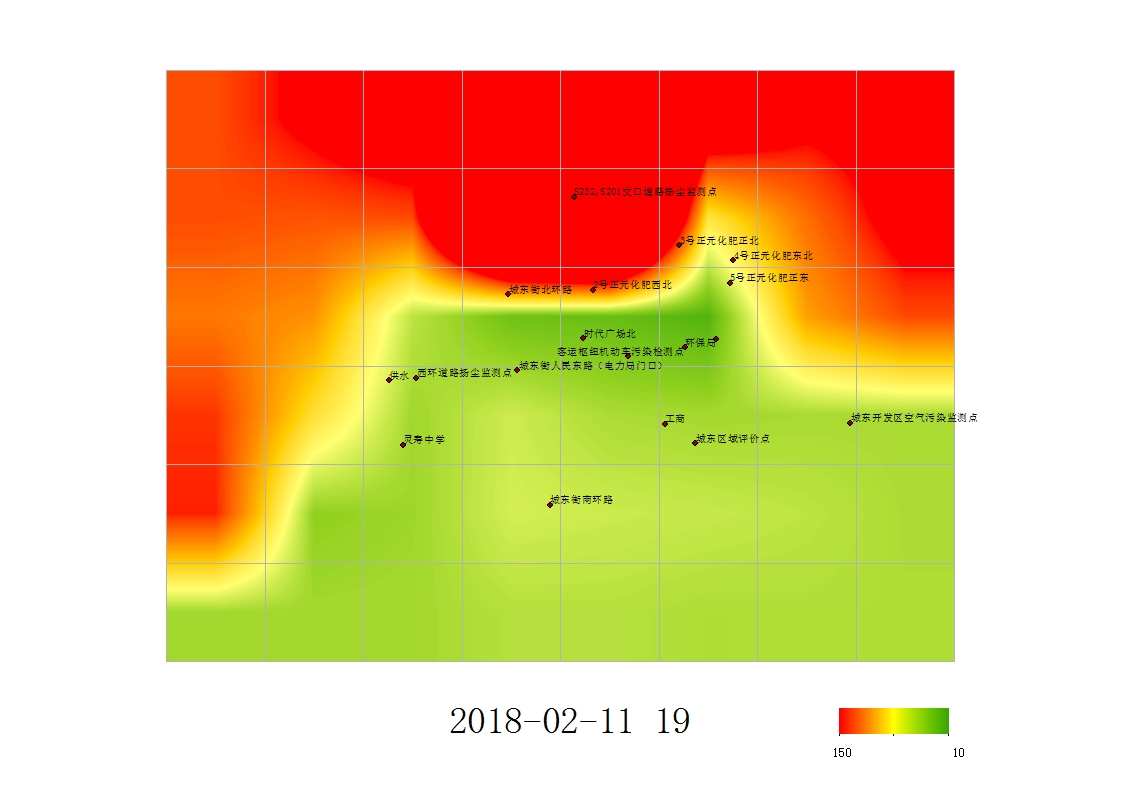 S232,S201交口道路扬尘监测点
3号正元化肥正北
4号正元化肥东北
5号正元化肥正东
城东街北环路
2号正元化肥西北
时代广场北
环保局
客运枢纽机动车污染检测点
城东街人民东路（电力局门口）
供水
西环道路扬尘监测点
工商
城东开发区空气污染监测点
灵寿中学
城东区域评价点
城东街南环路
2018-02-11 19
150
10